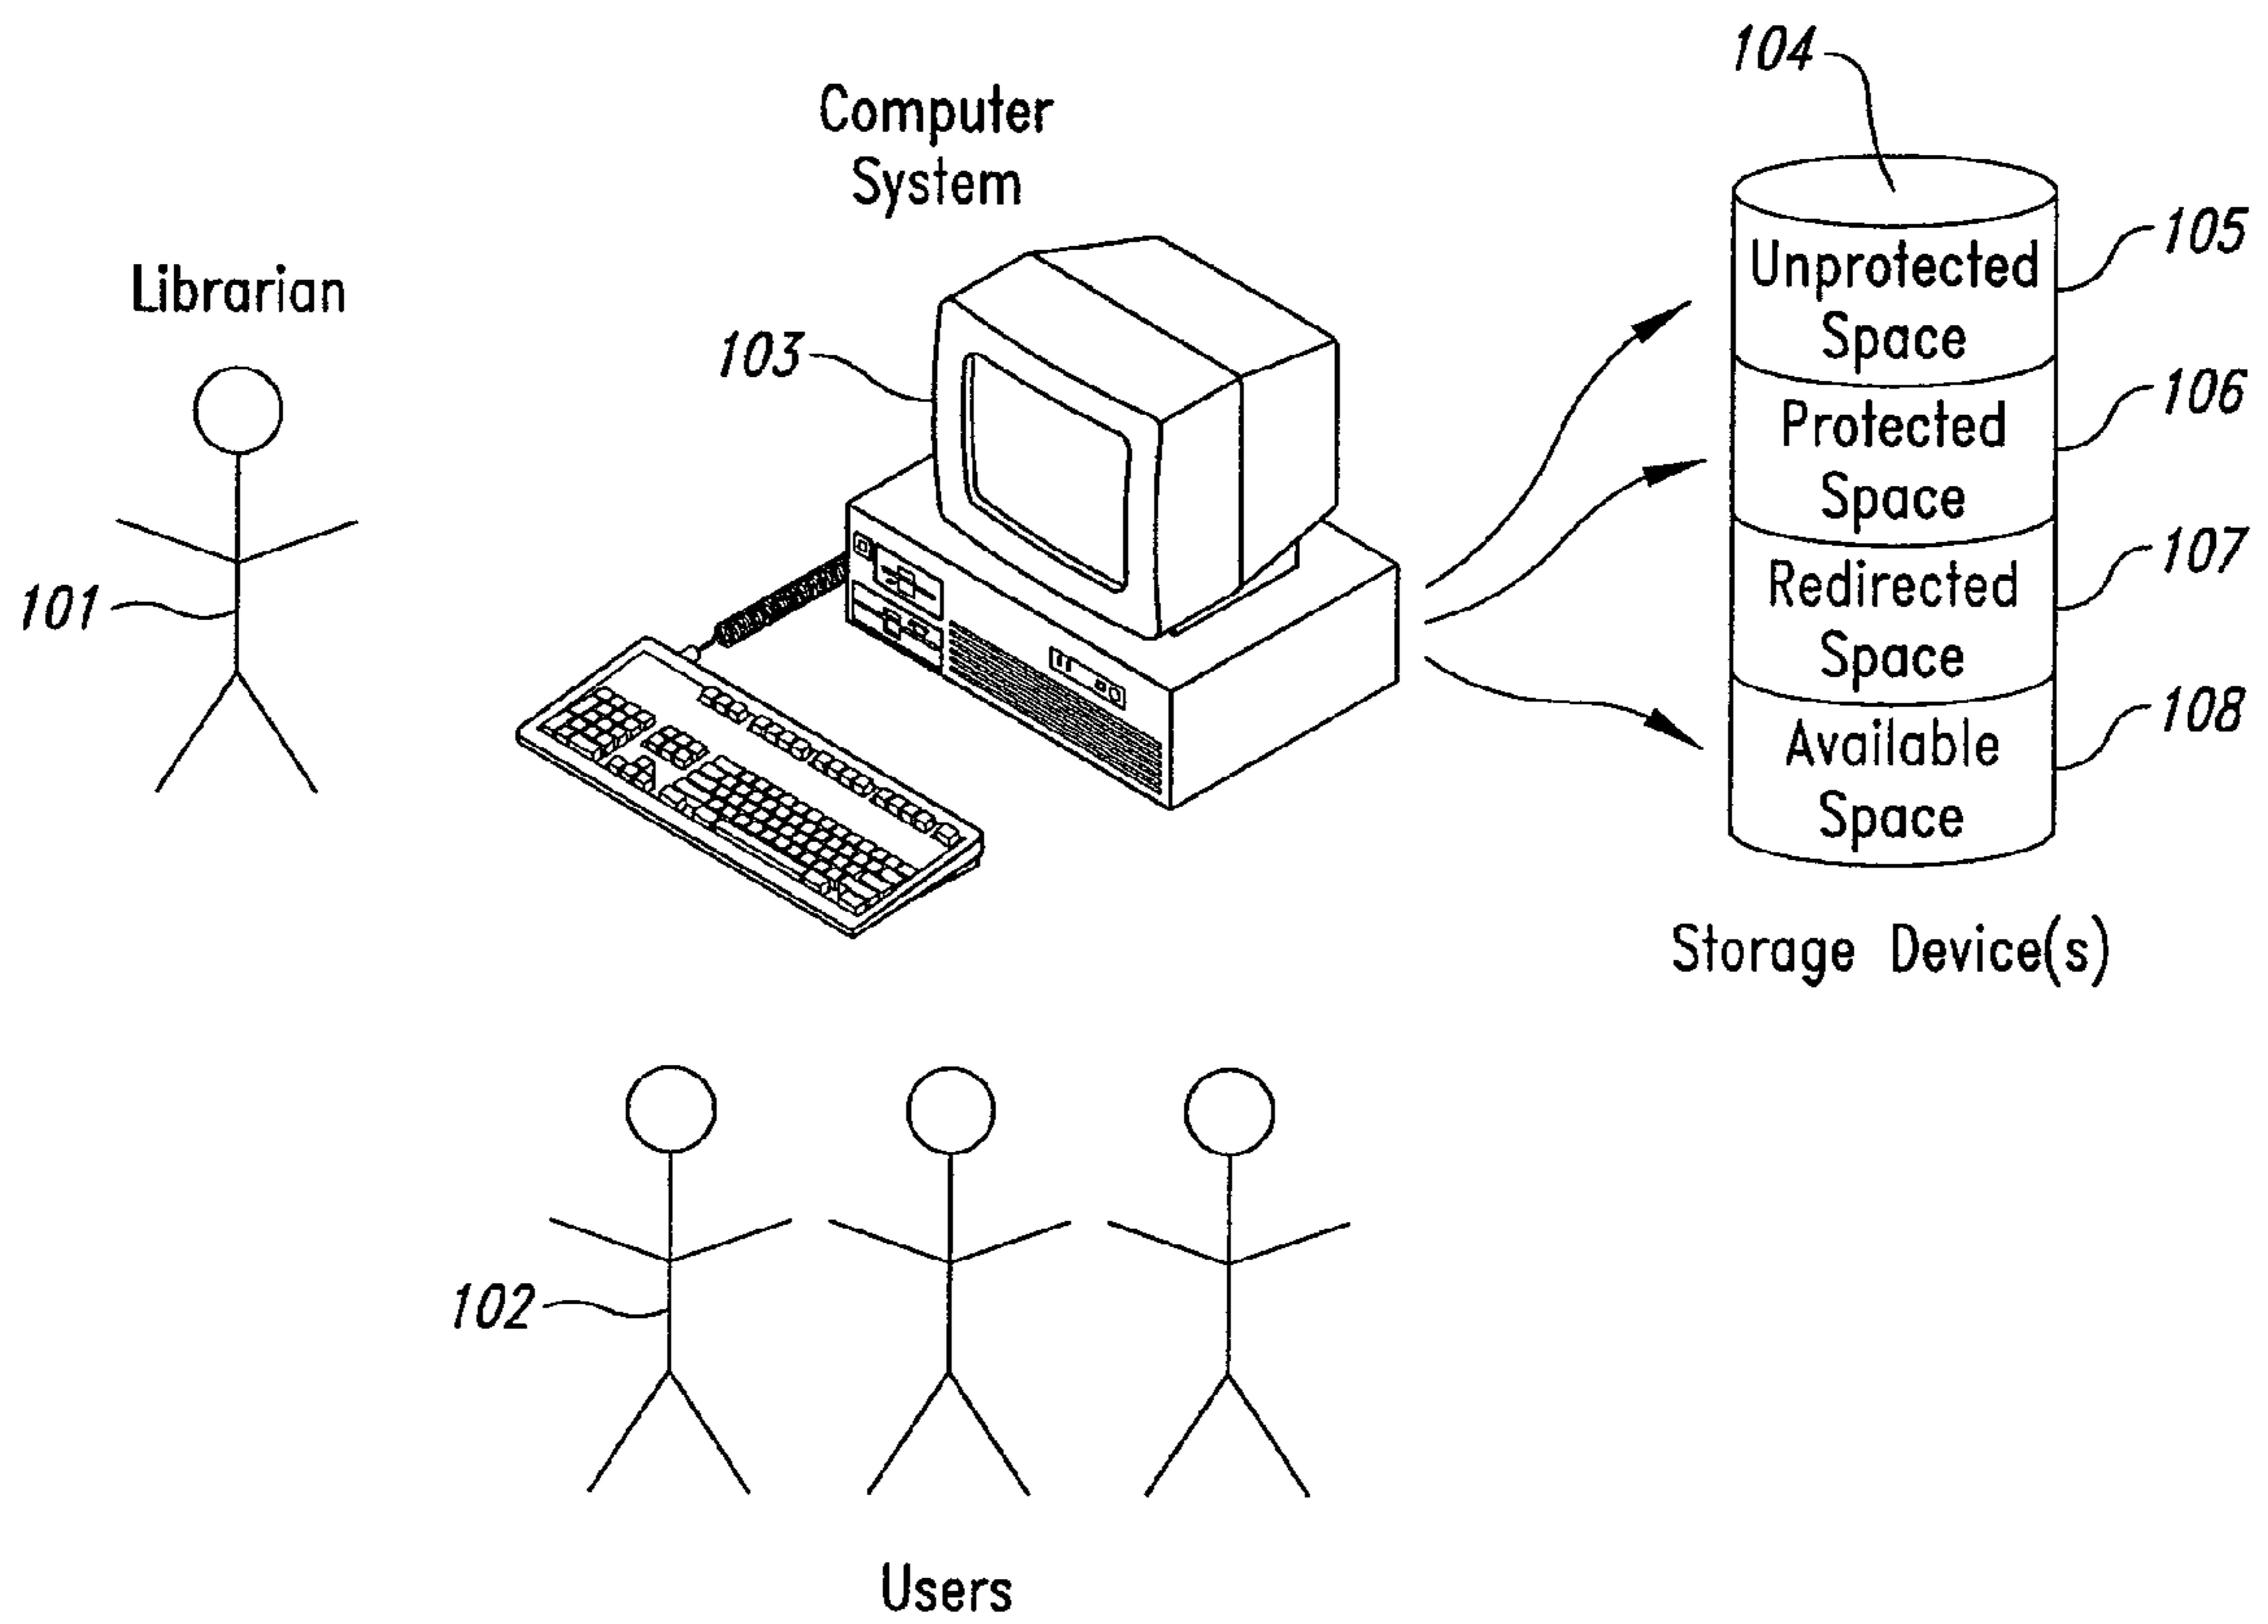 104
Computer
System
105
Unprotected
Space
Librarian
103
106
Protected
Space
107
Redirected
Space
101
108
Available
Space
Storage Device(s)
102
Users